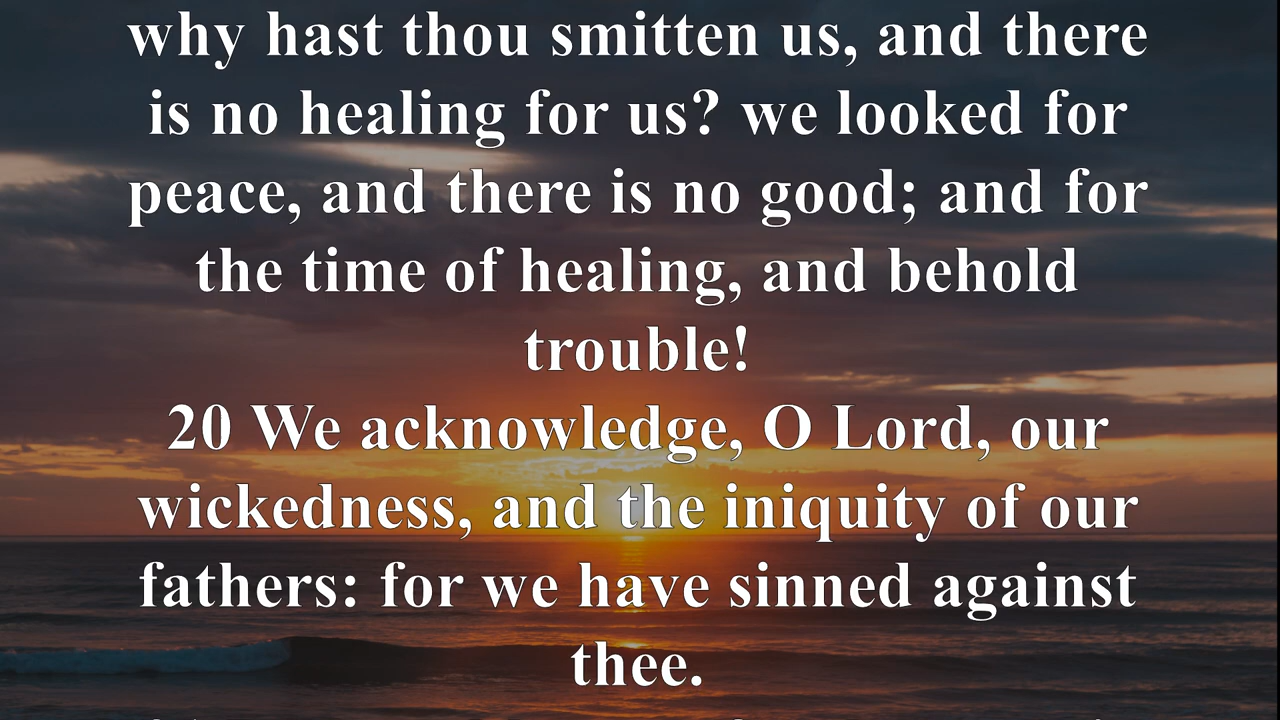 why hast thou smitten us, and there
is no healing for us? we looked for
peace, and there is no good; and for
the time of healing, and behold
trouble!
20 We acknowledge, O Lord, our
wickedness, and the iniquity of our
fathers: for we have sinned against
thee.